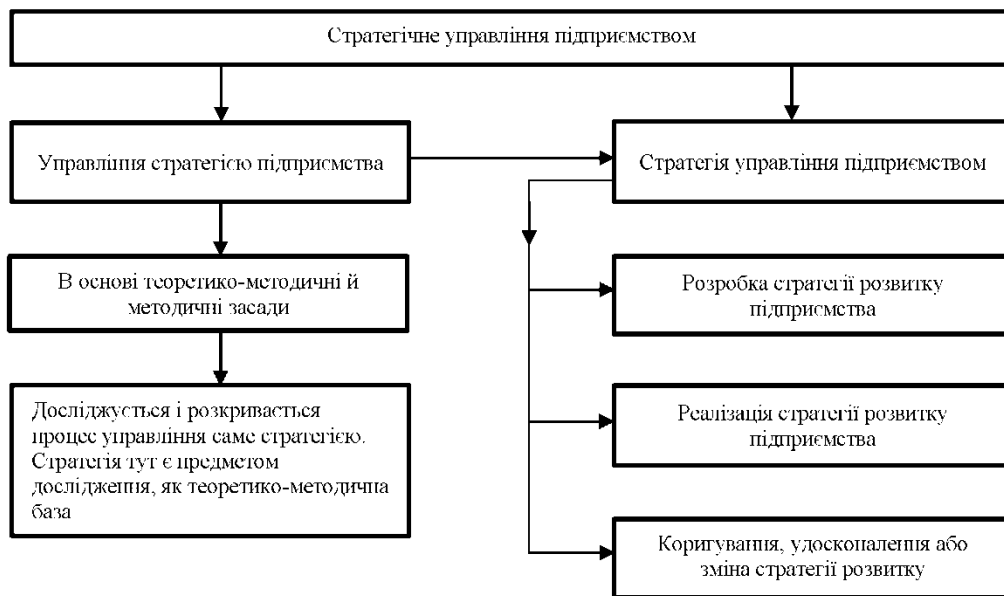 Стратегічне управління підприємством
Управління стратегією підприємства
Стратегія управління підприємством
В основі теоретико-методичні й
методичні засади
Досліджується і розкривається
процес управління саме стратегією.
Стратегія тут є предметом
дослідження, як теоретико-методична
база
Розробка стратегії розвитку
підприємства
Реалізація стратегії розвитку
підприємства
Коригування, удосконалення або
зміна стратегії розвитку